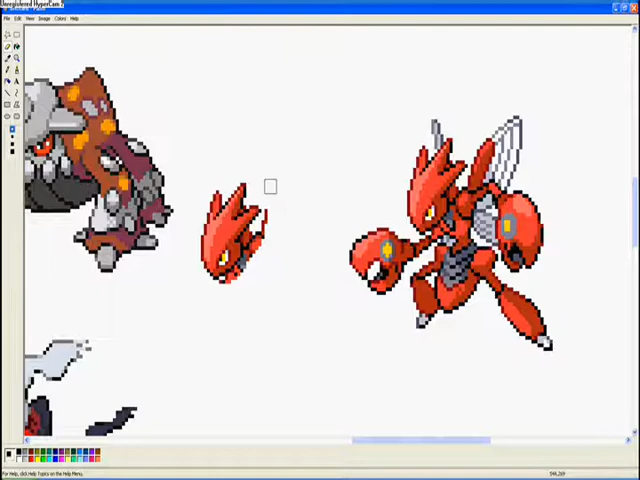 Unregistered HyperCam 2
File Edit View Image Colors Help
For Help, click Help Topics on the Help Menu.